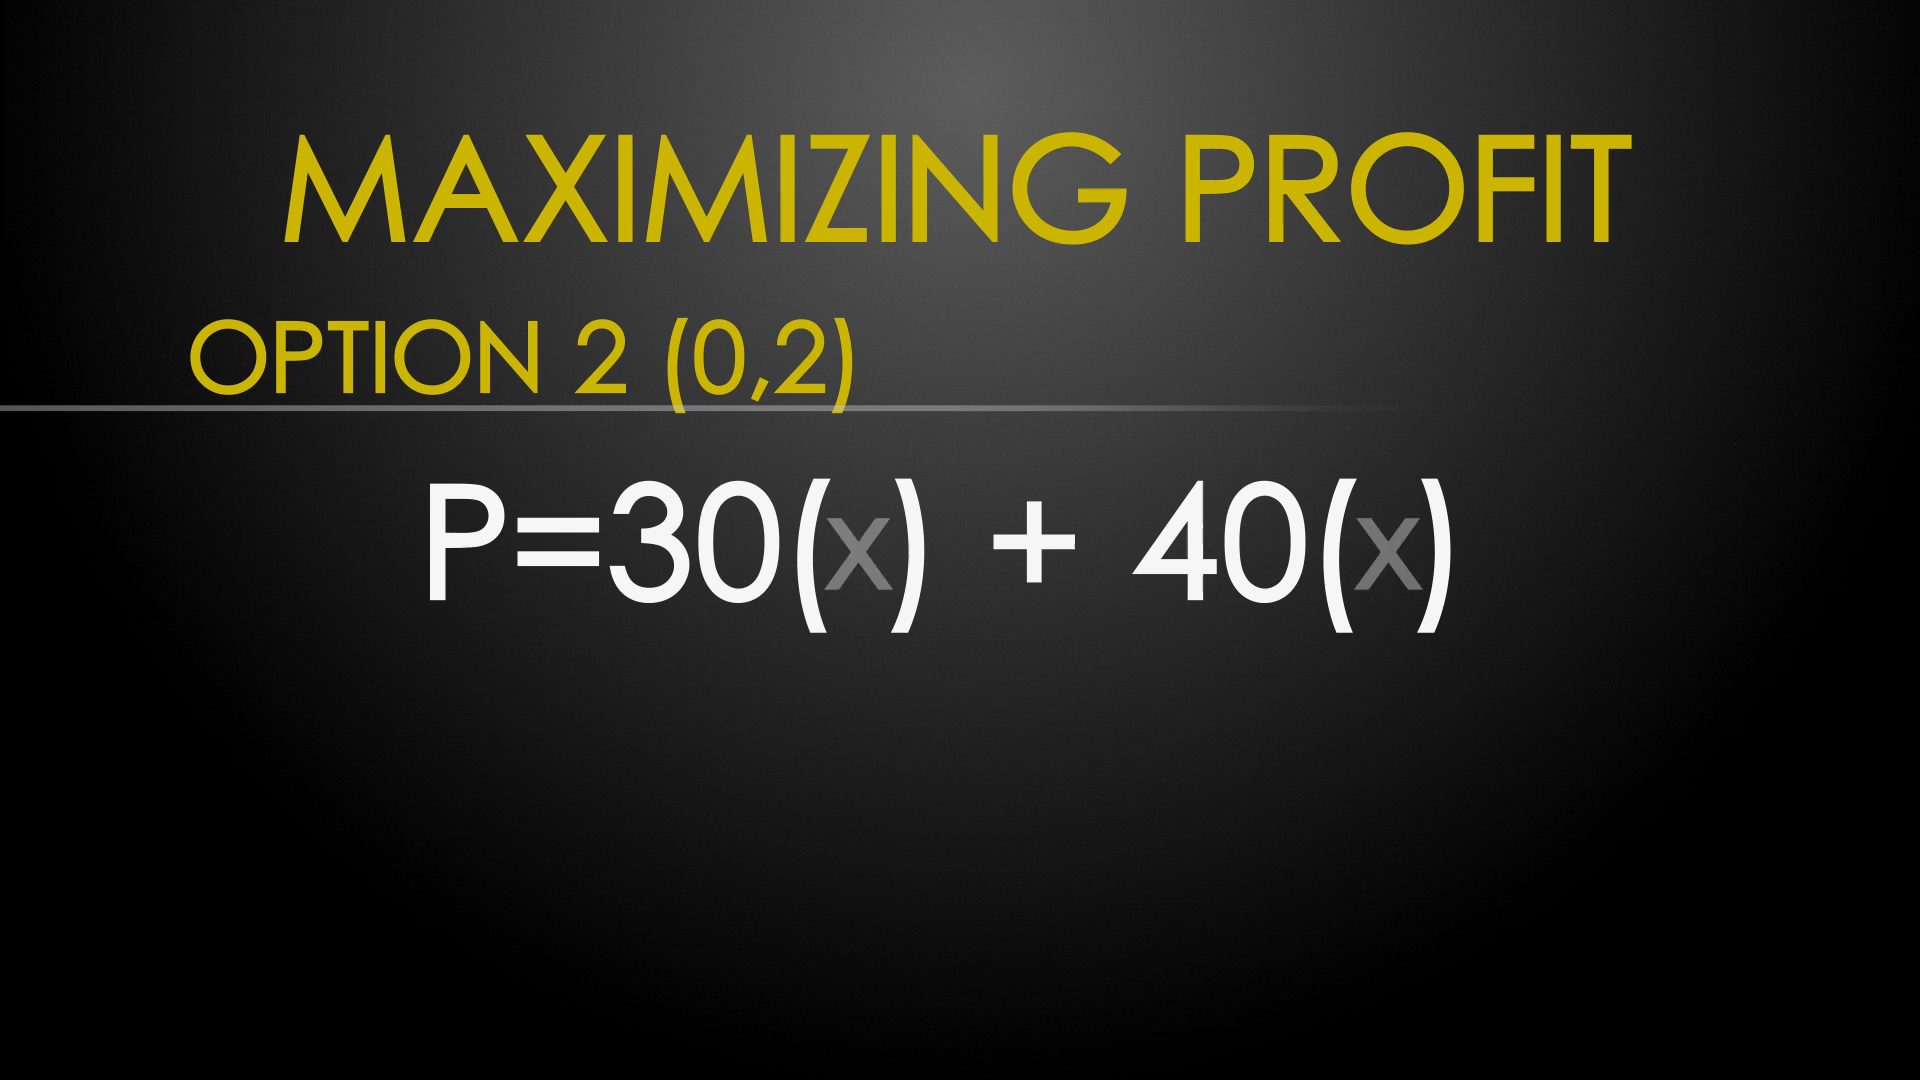 MAXIMIZING PROFIT
OPTION 2 (0,2)
P=30(x) + 40(x)